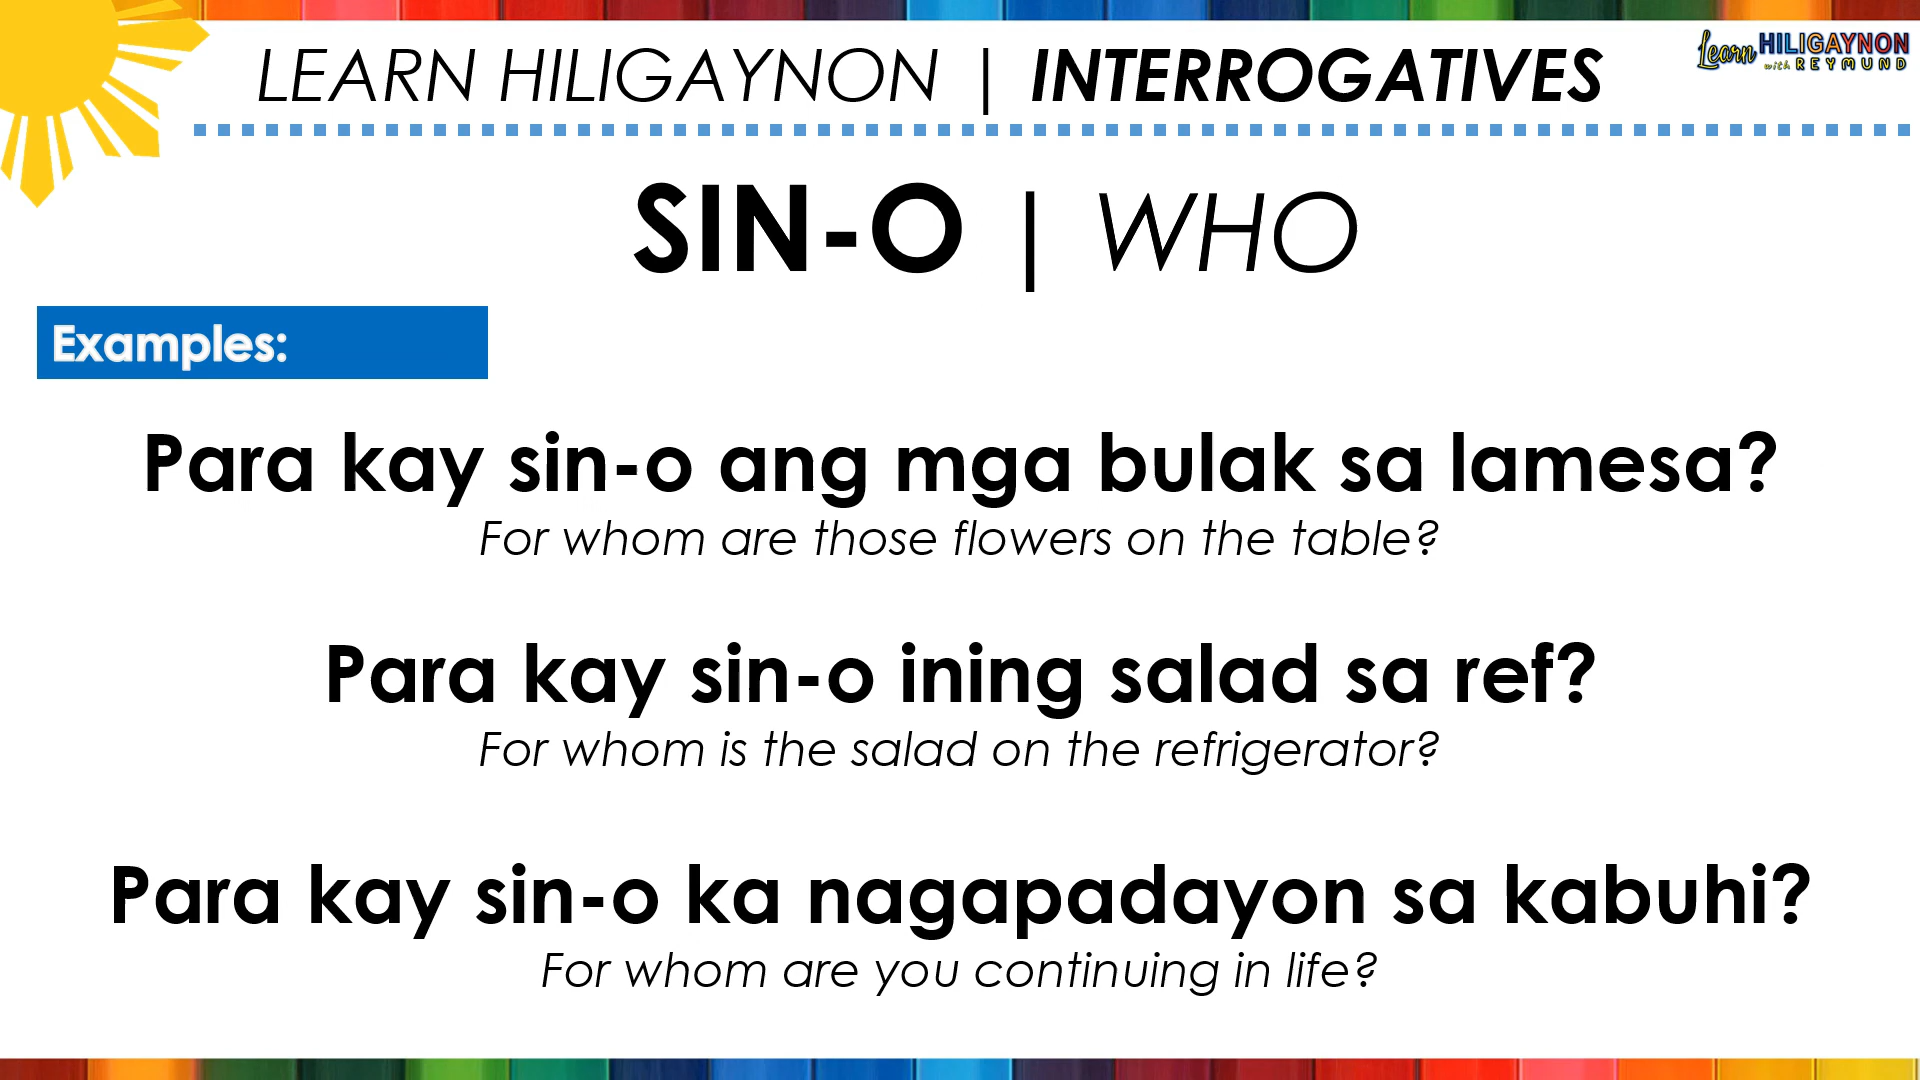 LEARN HILIGAYNON | INTERROGATIVES
Learn HILIGAYNON
with REYMUND
SIN-O | WHO
Examples:
Para kay sin-o ang mga bulak sa lamesa?
For whom are those flowers on the table?
Para kay sin-o ining salad sa ref?
For whom is the salad on the refrigerator?
Para kay sin-o ka nagapadayon sa kabuhi?
For whom are you continuing in life?